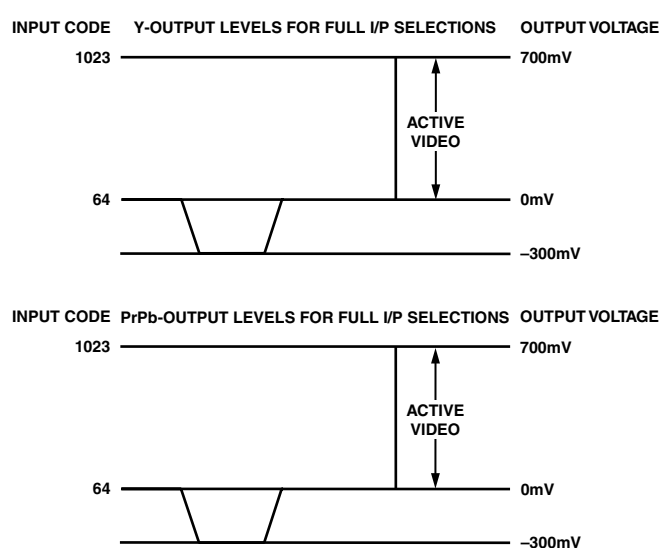 INPUT CODE Y-OUTPUT LEVELS FOR FULL I/P SELECTIONS OUTPUT VOLTAGE
1023 700mV
ACTIVE
VIDEO
64 0mV
–300mV
INPUT CODE PrPb-OUTPUT LEVELS FOR FULL I/P SELECTIONS OUTPUT VOLTAGE
1023 700mV
ACTIVE
VIDEO
64 0mV
–300mV